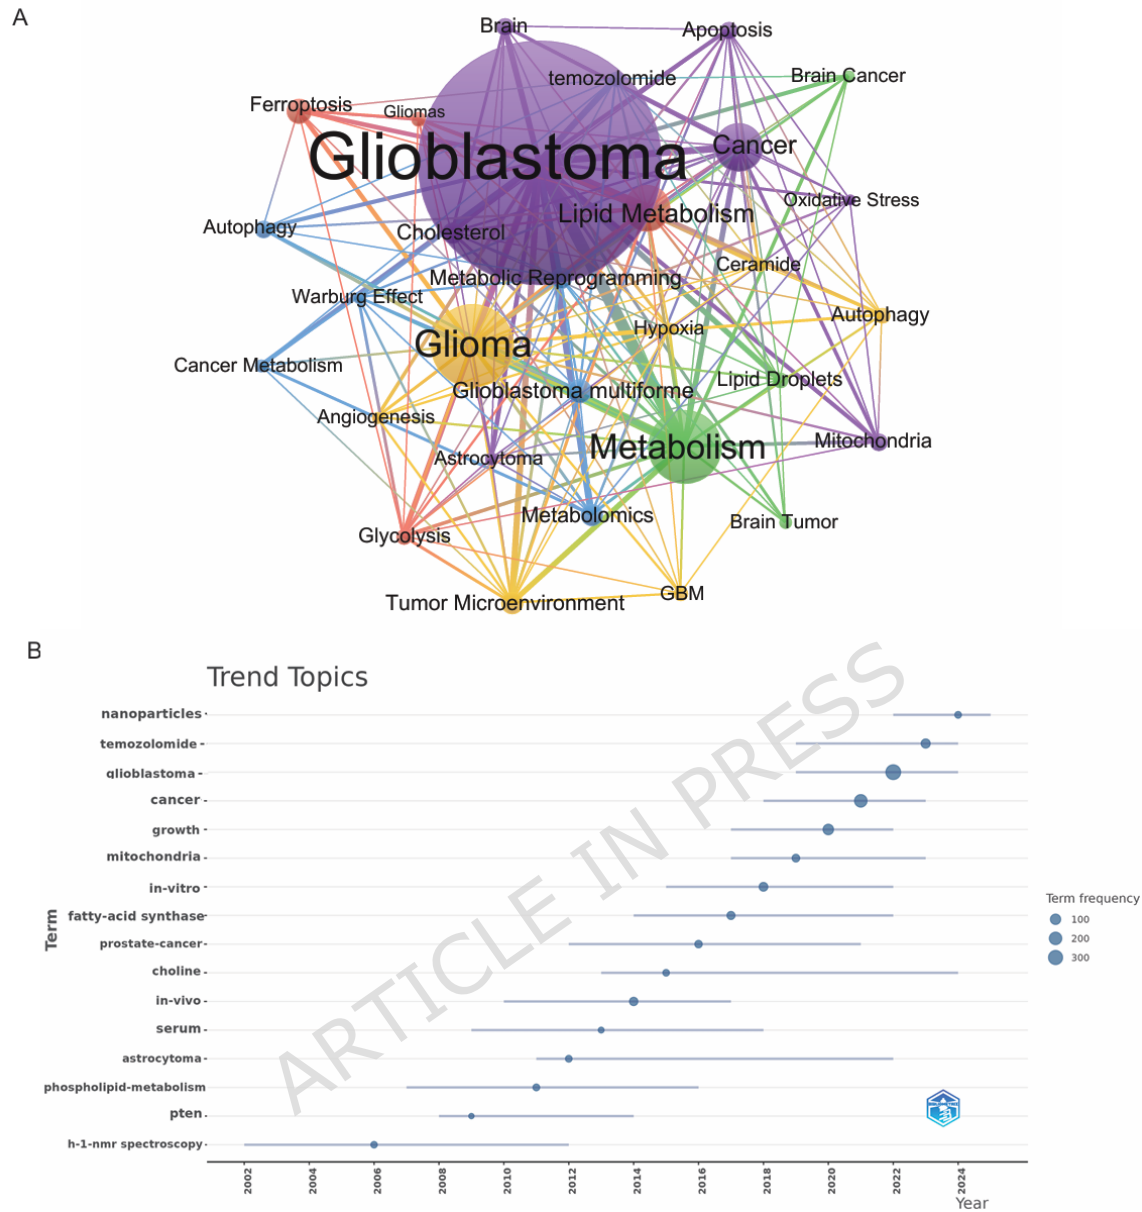 A
Brain
Apoptosis
temozolomide
Brain Cancer
Ferroptosis
Gliomas
Glioblastoma
Cancer
Lipid Metabolism
Oxidative Stress
Autophagy
Cholesterol
Ceramide
Metabolic Reprogramming
Warburg Effect
Autophagy
Hypoxia
Glioma
Cancer Metabolism
Lipid Droplets
Glioblastoma multiforme
Angiogenesis
Metabolism
Mitochondria
Astrocytoma
Metabolomics
Brain Tumor
Glycolysis
GBM
Tumor Microenvironment
B
Trend Topics
ARTICLE IN PRESS
Term
nanoparticles
temozolomide
glioblastoma
cancer
growth
mitochondria
in-vitro
fatty-acid synthase
prostate-cancer
choline
in-vivo
serum
astrocytoma
phospholipid-metabolism
pten
h-1-nmr spectroscopy
Term frequency
100
200
300
2002 2004 2006 2008 2010 2012 2014 2016 2018 2020 2022 2024
Year